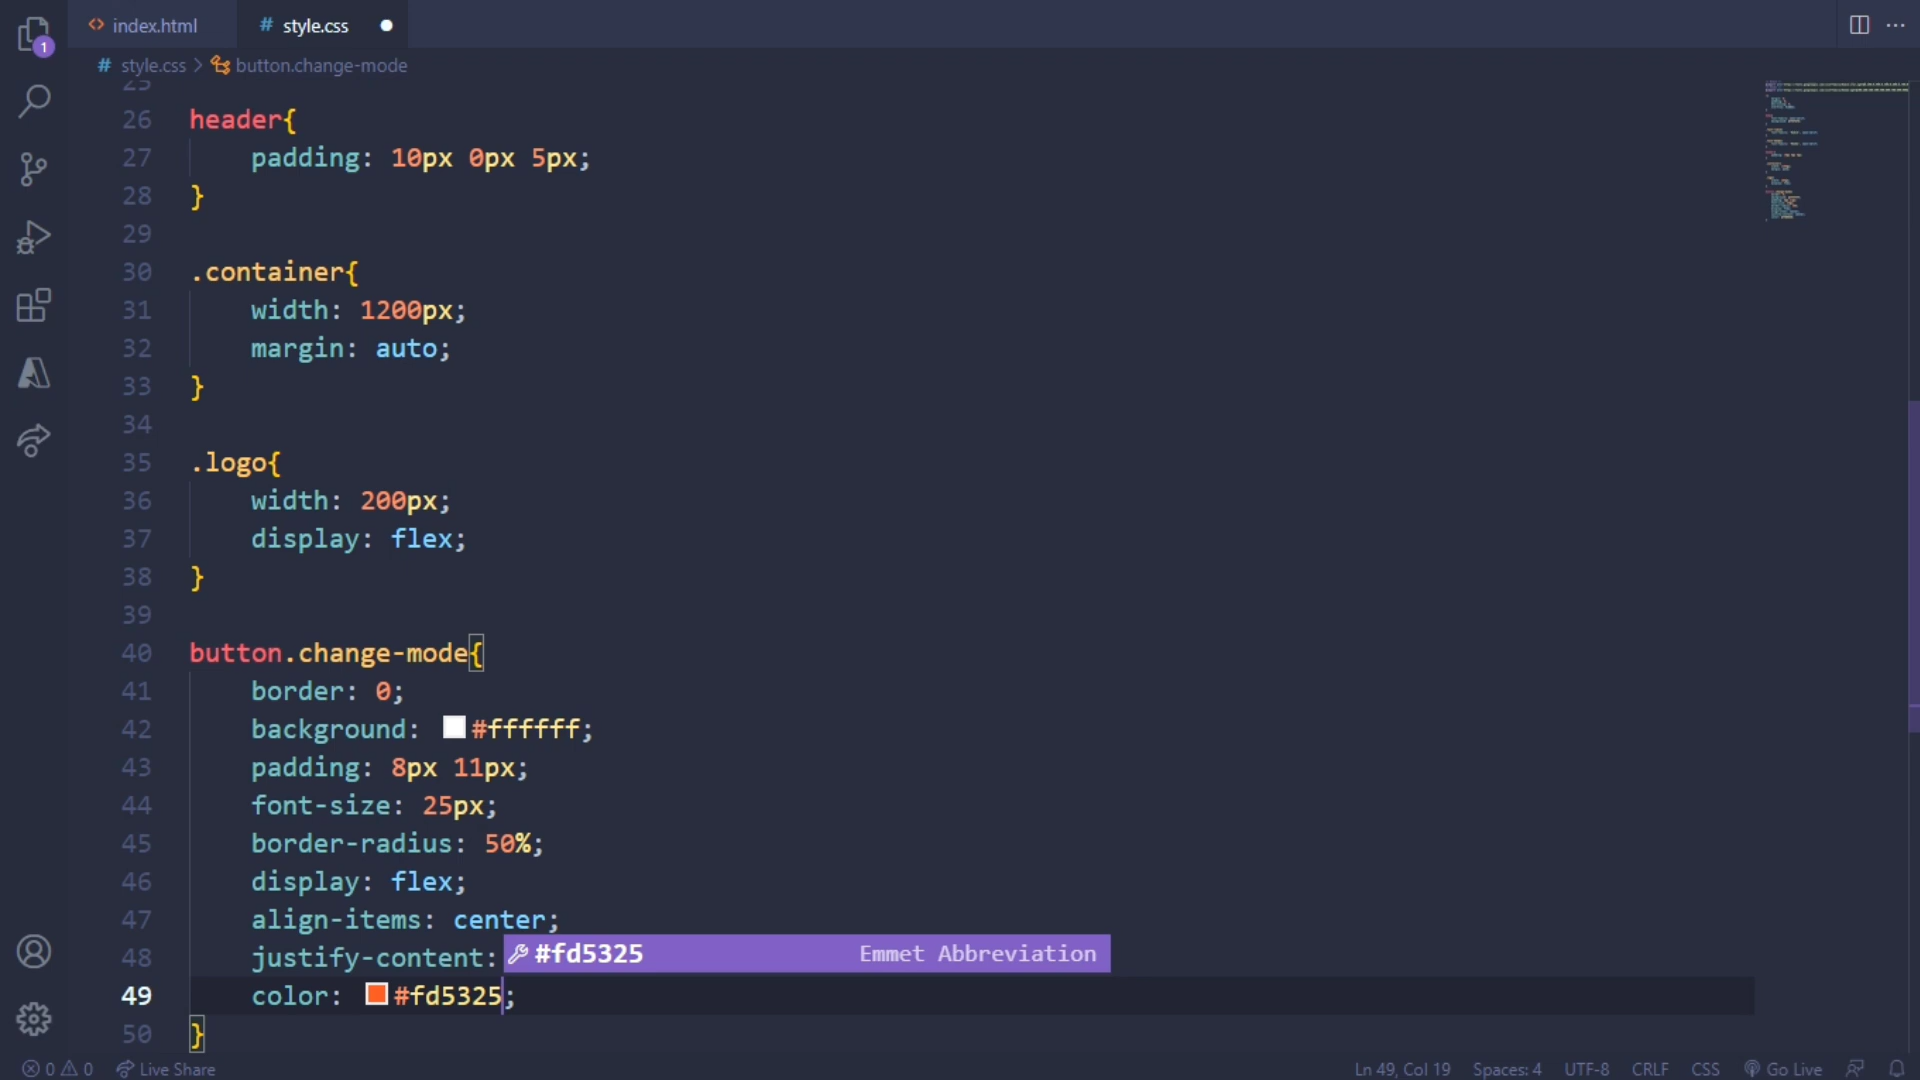 index.html
# style.css
# style.css > button.change-mode
25
26 header{
27 padding: 10px 0px 5px;
28 }
29
30 .container{
31 width: 1200px;
32 margin: auto;
33 }
34
35 .logo{
36 width: 200px;
37 display: flex;
38 }
39
40 button.change-mode{
41 border: 0;
42 background: #ffffff;
43 padding: 8px 11px;
44 font-size: 25px;
45 border-radius: 50%;
46 display: flex;
47 align-items: center;
48 justify-content:
#fd5325 Emmet Abbreviation
49 color: #fd5325;
50 }
1
0 0 Live Share Ln 49, Col 19 Spaces: 4 UTF-8 CRLF CSS Go Live